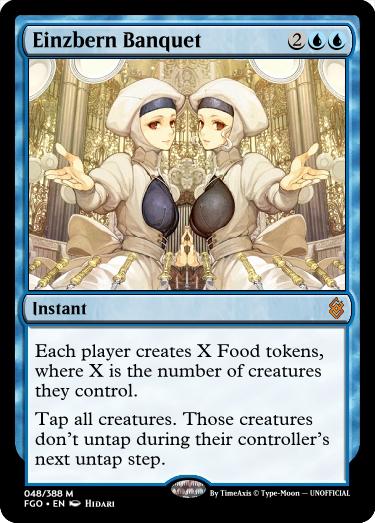 Einzbern Banquet 2
Instant
Each player creates X Food tokens,
where X is the number of creatures
they control.
Tap all creatures. Those creatures
don't untap during their controller's
next untap step.
048/388 M
FGO • EN Hidari
By TimeAxis © Type-Moon — UNOFFICIAL